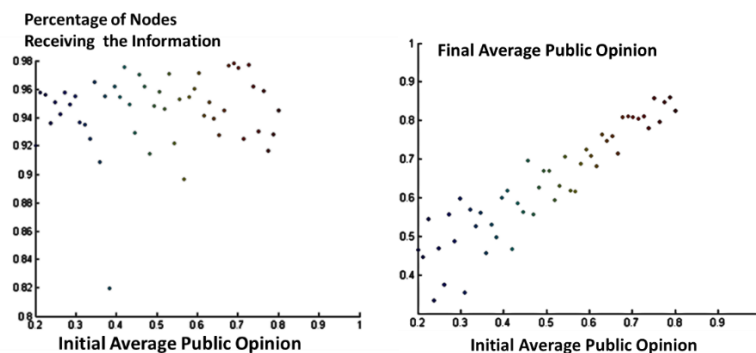 Percentage of Nodes
Receiving the Information
0.98
0.96
0.94
0.92
0.9
0.88
0.86
0.84
0.82
0.8
0.2 0.3 0.4 0.5 0.6 0.7 0.8 0.9 1
Initial Average Public Opinion
Final Average Public Opinion
1
0.9
0.8
0.7
0.6
0.5
0.4
0.2 0.3 0.4 0.5 0.6 0.7 0.8 0.9
Initial Average Public Opinion